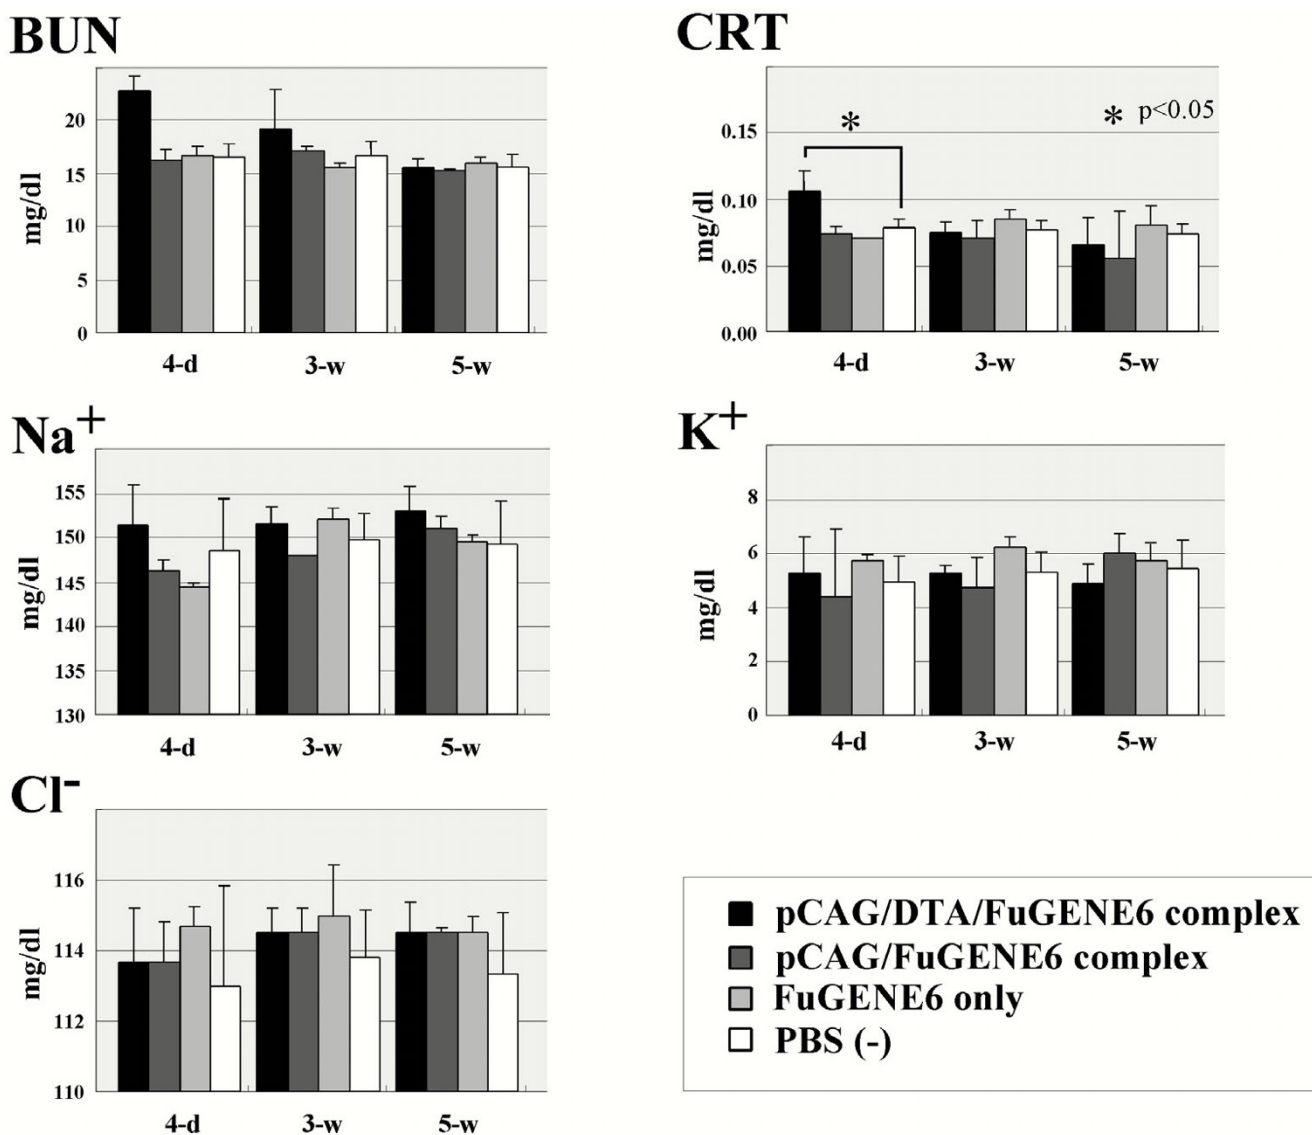 BUN
20
15
10
5
0
mg/dl
4-d 3-w 5-w
CRT
0.15
0.10
0.05
0.00
mg/dl
*
* p<0.05
4-d 3-w 5-w
Na+
155
150
145
140
135
130
mg/dl
4-d 3-w 5-w
K+
8
6
4
2
0
mg/dl
4-d 3-w 5-w
Cl-
116
114
112
110
mg/dl
4-d 3-w 5-w
pCAG/DTA/FuGENE6 complex
pCAG/FuGENE6 complex
FuGENE6 only
PBS (-)